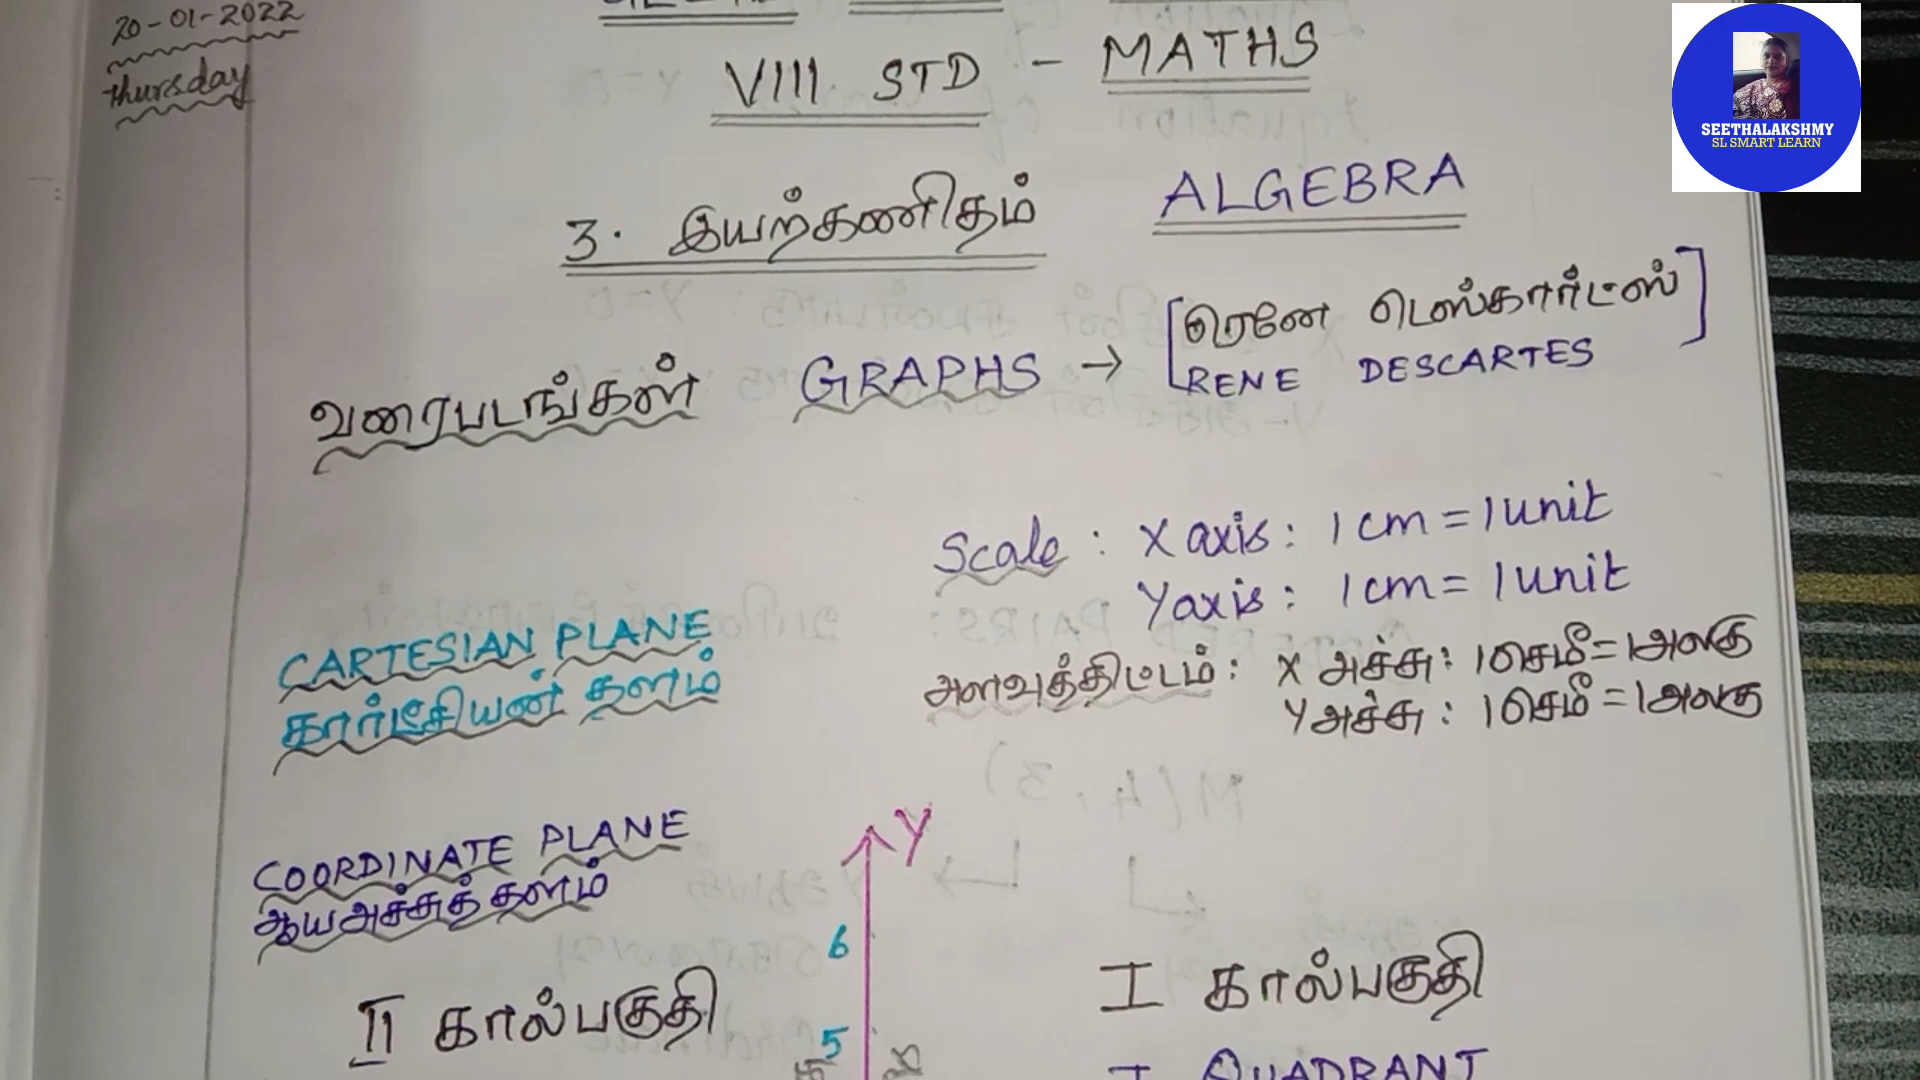 20-01-2022
Thursday
VIII STD - MATHS
3. இயற்கணிதம் ALGEBRA
வரைபடங்கள் GRAPHS → [ரெனே டெஸ்கார்ட்ஸ்]
RENE DESCARTES
Scale : X axis : 1 cm = 1 unit
Y axis : 1 cm = 1 unit
CARTESIAN PLANE
கார்டீசியன் தளம்
அளவுத்திட்டம் : X அச்சு : 1 செமீ = 1 அலகு
Y அச்சு : 1 செமீ = 1 அலகு
COORDINATE PLANE
ஆயஅச்சுத் தளம்
Y
6
5
II கால்பகுதி
I கால்பகுதி
I QUADRANT
SEETHALAKSHMY
SL SMART LEARN